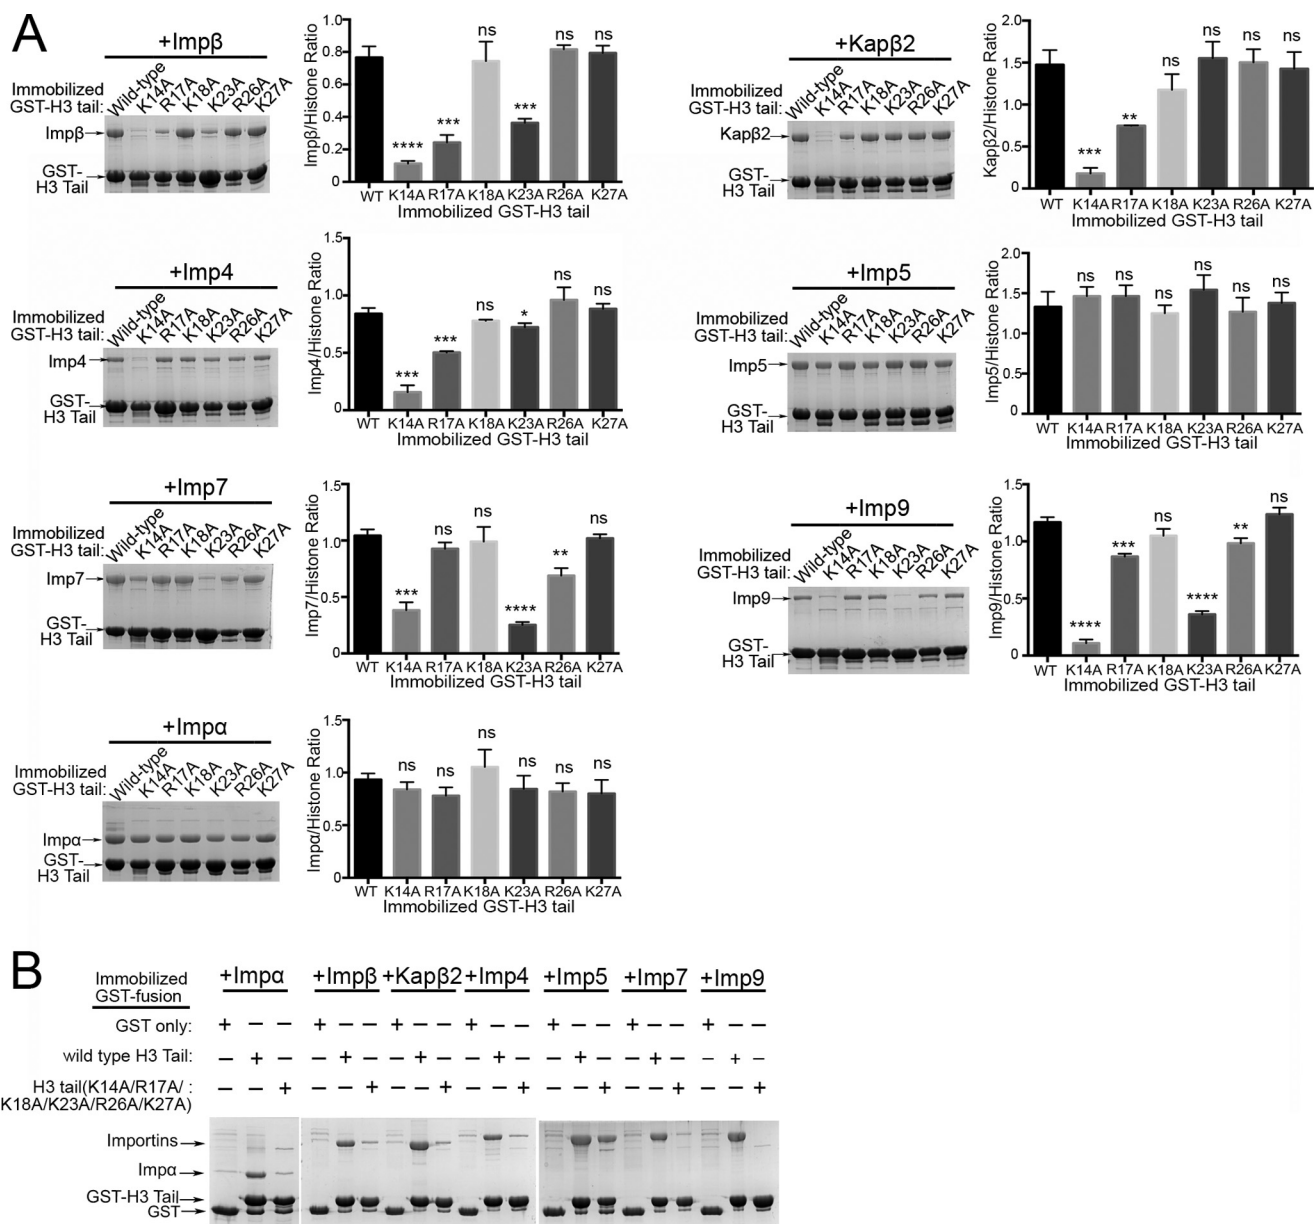 A
+Impβ
Immobilized
GST-H3 tail:
Wild-type K14A R17A K18A K23A R26A K27A
Impβ
GST-
H3 Tail
Impβ/Histone Ratio
1.0
0.8
0.6
0.4
0.2
0
**** *** ns *** ns ns
WT K14A R17A K18A K23A R26A K27A
Immobilized GST-H3 tail
+Kapβ2
Immobilized
GST-H3 tail:
Wild-type K14A R17A K18A K23A R26A K27A
Kapβ2
GST-
H3 Tail
Kapβ2/Histone Ratio
2.0
1.5
1.0
0.5
0
*** ** ns ns ns ns
WT K14A R17A K18A K23A R26A K27A
Immobilized GST-H3 tail
+Imp4
Immobilized
GST-H3 tail:
Wild-type K14A R17A K18A K23A R26A K27A
Imp4
GST-
H3 Tail
Imp4/Histone Ratio
1.5
1.0
0.5
0
*** *** ns * ns ns
WT K14A R17A K18A K23A R26A K27A
Immobilized GST-H3 tail
+Imp5
Immobilized
GST-H3 tail:
Wild-type K14A R17A K18A K23A R26A K27A
Imp5
GST-
H3 Tail
Imp5/Histone Ratio
2.0
1.5
1.0
0.5
0
ns ns ns ns ns ns
WT K14A R17A K18A K23A R26A K27A
Immobilized GST-H3 tail
+Imp7
Immobilized
GST-H3 tail:
Wild-type K14A R17A K18A K23A R26A K27A
Imp7
GST-
H3 Tail
Imp7/Histone Ratio
1.5
1.0
0.5
0
*** ns ns **** ** ns
WT K14A R17A K18A K23A R26A K27A
Immobilized GST-H3 tail
+Imp9
Immobilized
GST-H3 tail:
Wild-type K14A R17A K18A K23A R26A K27A
Imp9
GST-
H3 Tail
Imp9/Histone Ratio
1.5
1.0
0.5
0
**** *** ns **** ** ns
WT K14A R17A K18A K23A R26A K27A
Immobilized GST-H3 tail
+Impα
Immobilized
GST-H3 tail:
Wild-type K14A R17A K18A K23A R26A K27A
Impα
GST-
H3 Tail
Impα/Histone Ratio
1.5
1.0
0.5
0
ns ns ns ns ns ns
WT K14A R17A K18A K23A R26A K27A
Immobilized GST-H3 tail
B
Immobilized
GST-fusion
+Impα +Impβ +Kapβ2 +Imp4 +Imp5 +Imp7 +Imp9
GST only: + – – + – – + – – + – – + – – + – – + – –
wild type H3 Tail: – + – – + – – + – – + – – + – – + – – + –
H3 tail(K14A/R17A/ : – – + – – + – – + – – + – – + – – + – – +
K18A/K23A/R26A/K27A)
Importins
Impα
GST-H3 Tail
GST